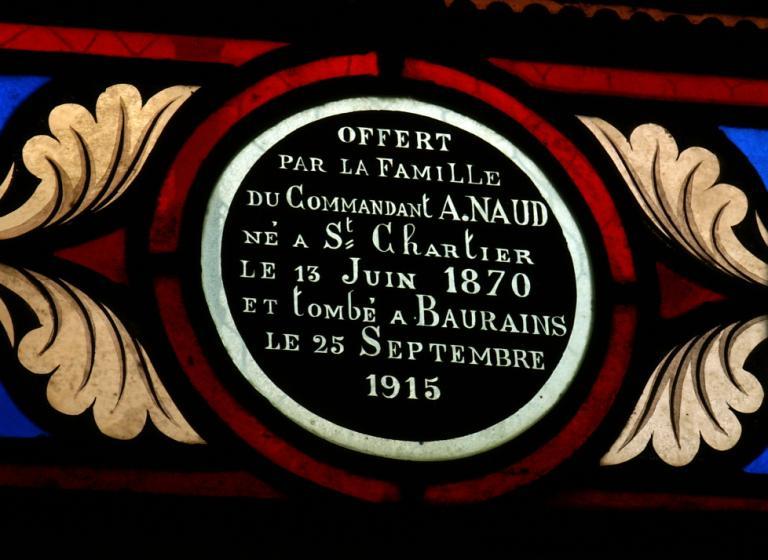 OFFERT
PAR LA FAMILLE
DU COMMANDANT A.NAUD
NÉ A St CHARTIER
LE 13 JUIN 1870
ET TOMBÉ A BAURAINS
LE 25 SEPTEMBRE
1915